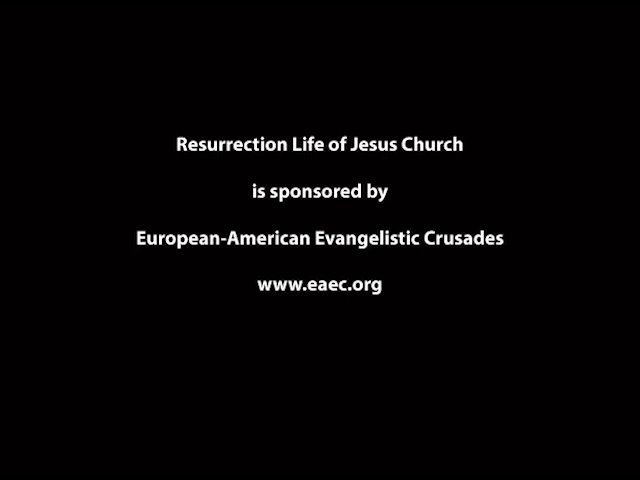 Resurrection Life of Jesus Church
is sponsored by
European-American Evangelistic Crusades
www.eaec.org